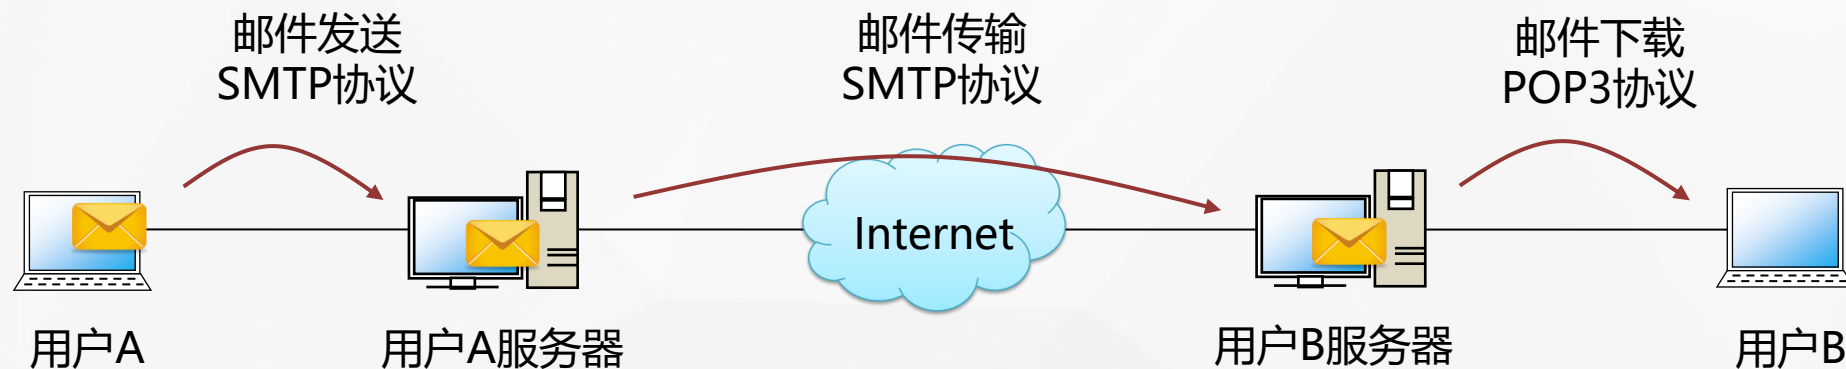 邮件发送
SMTP协议
邮件传输
SMTP协议
邮件下载
POP3协议
Internet
用户A
用户A服务器
用户B服务器
用户B